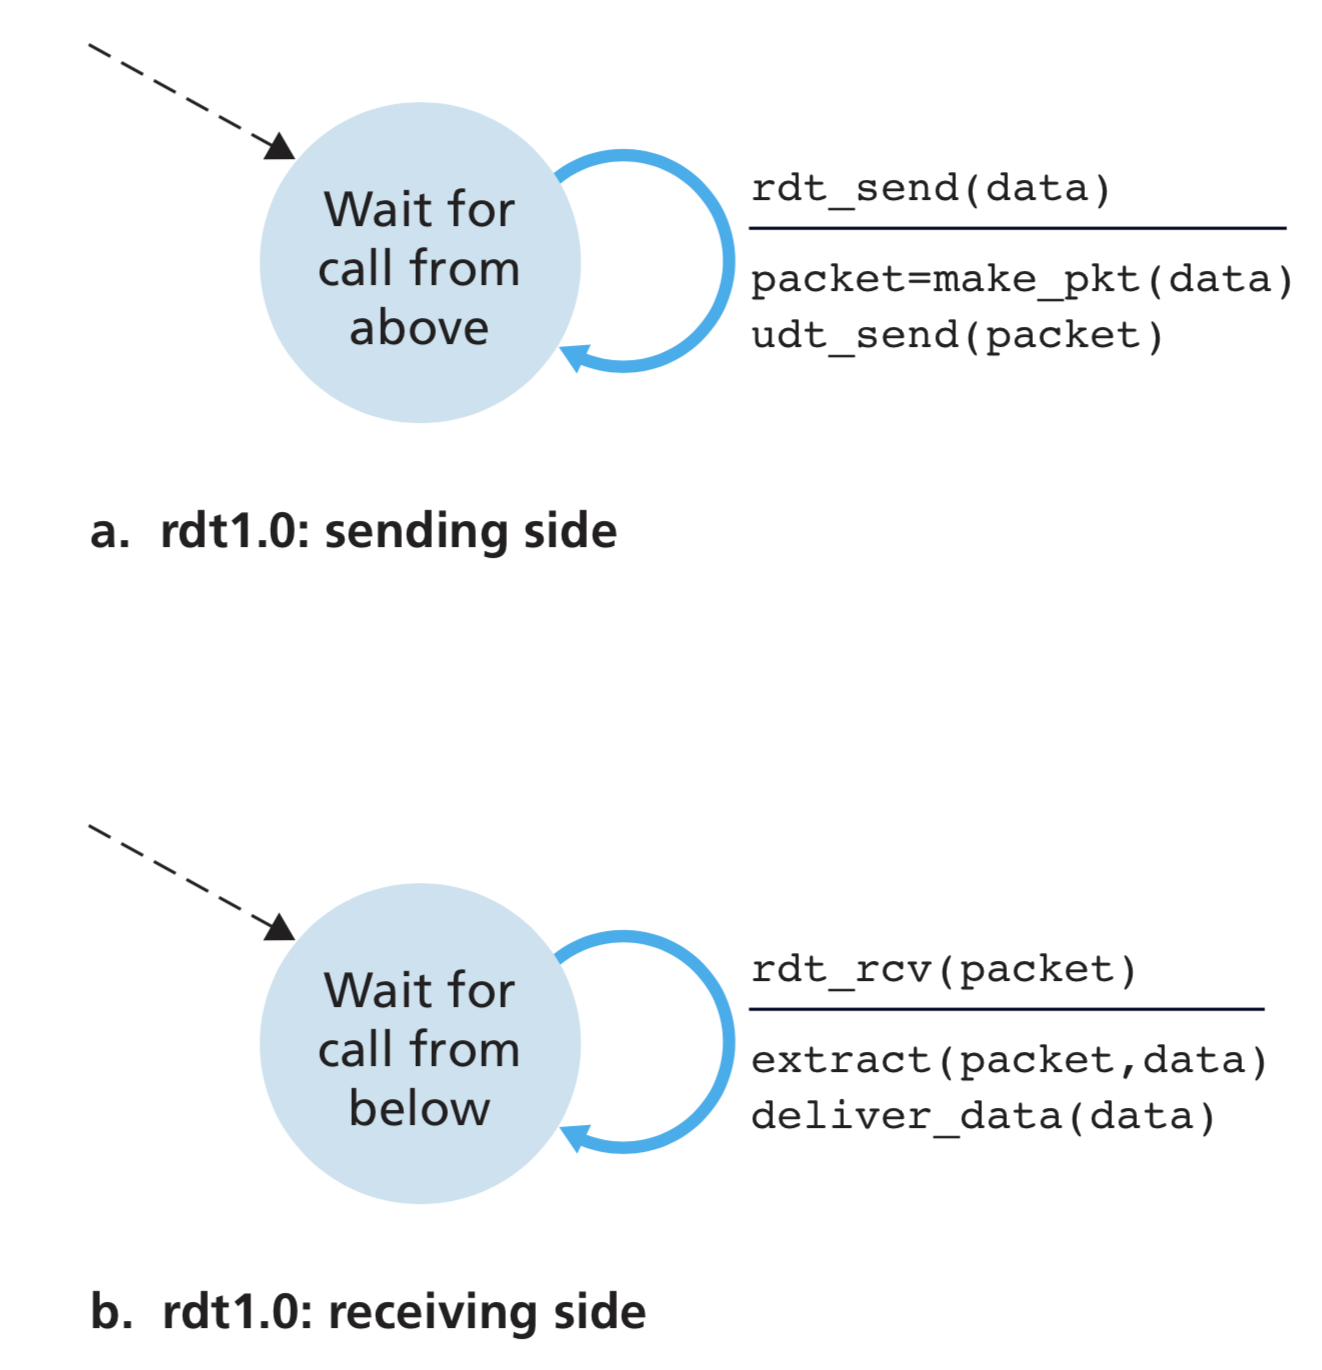 Wait for
call from
above
rdt_send(data)
packet=make_pkt(data)
udt_send(packet)
a. rdt1.0: sending side
Wait for
call from
below
rdt_rcv(packet)
extract(packet,data)
deliver_data(data)
b. rdt1.0: receiving side